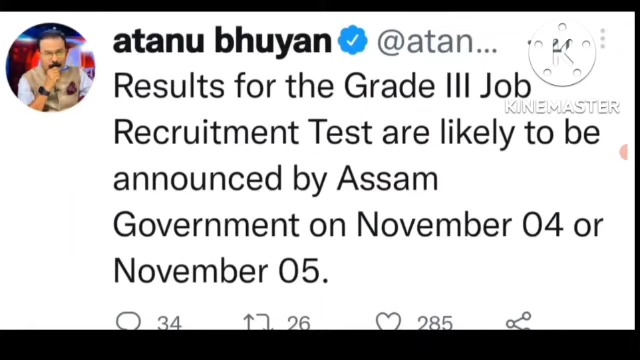 atanu bhuyan @atan...
KINEMASTER
Results for the Grade III Job
Recruitment Test are likely to be
announced by Assam
Government on November 04 or
November 05.
34 26 285